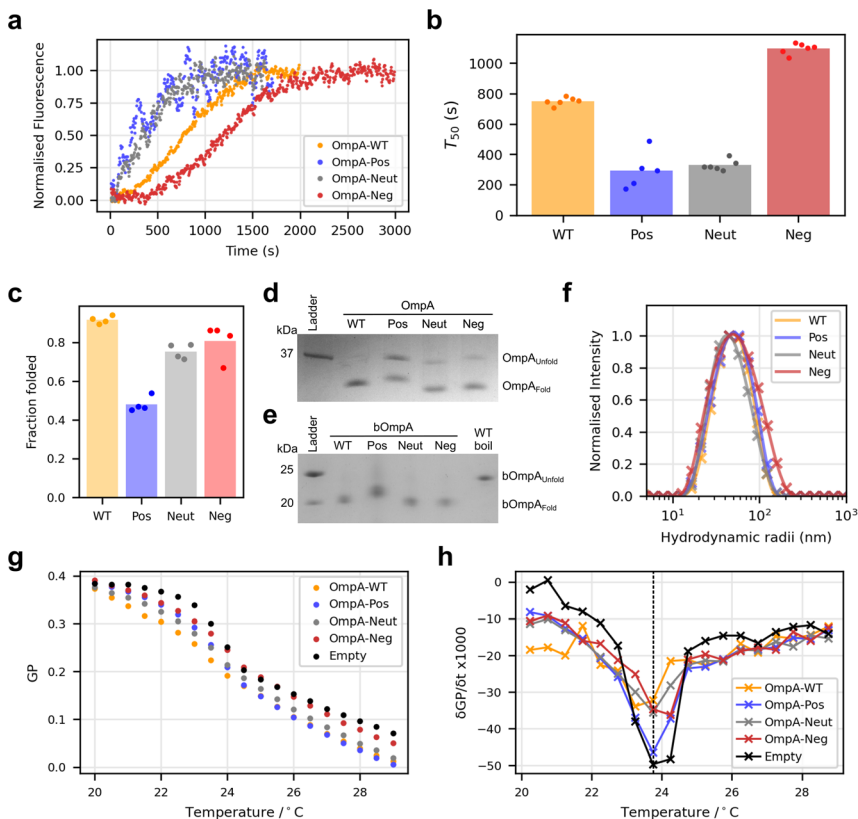 a
Normalised Fluorescence
1.00
0.75
0.50
0.25
0.00
OmpA-WT
OmpA-Pos
OmpA-Neut
OmpA-Neg
0 500 1000 1500 2000 2500 3000
Time (s)
b
T50 (s)
1000
800
600
400
200
0
WT Pos Neut Neg
c
Fraction folded
0.8
0.6
0.4
0.2
0.0
WT Pos Neut Neg
d
OmpA
kDa
Ladder
WT Pos Neut Neg
37
OmpAUnfold
OmpAFold
e
bOmpA
kDa
Ladder
WT Pos Neut Neg
WT
boil
25
20
bOmpAUnfold
bOmpAFold
f
Normalised Intensity
1.0
0.8
0.6
0.4
0.2
0.0
WT
Pos
Neut
Neg
10¹ 10² 10³
Hydrodynamic radii (nm)
g
GP
0.4
0.3
0.2
0.1
0.0
OmpA-WT
OmpA-Pos
OmpA-Neut
OmpA-Neg
Empty
20 22 24 26 28
Temperature / °C
h
δGP/δt x1000
0
−10
−20
−30
−40
−50
OmpA-WT
OmpA-Pos
OmpA-Neut
OmpA-Neg
Empty
20 22 24 26 28
Temperature / °C